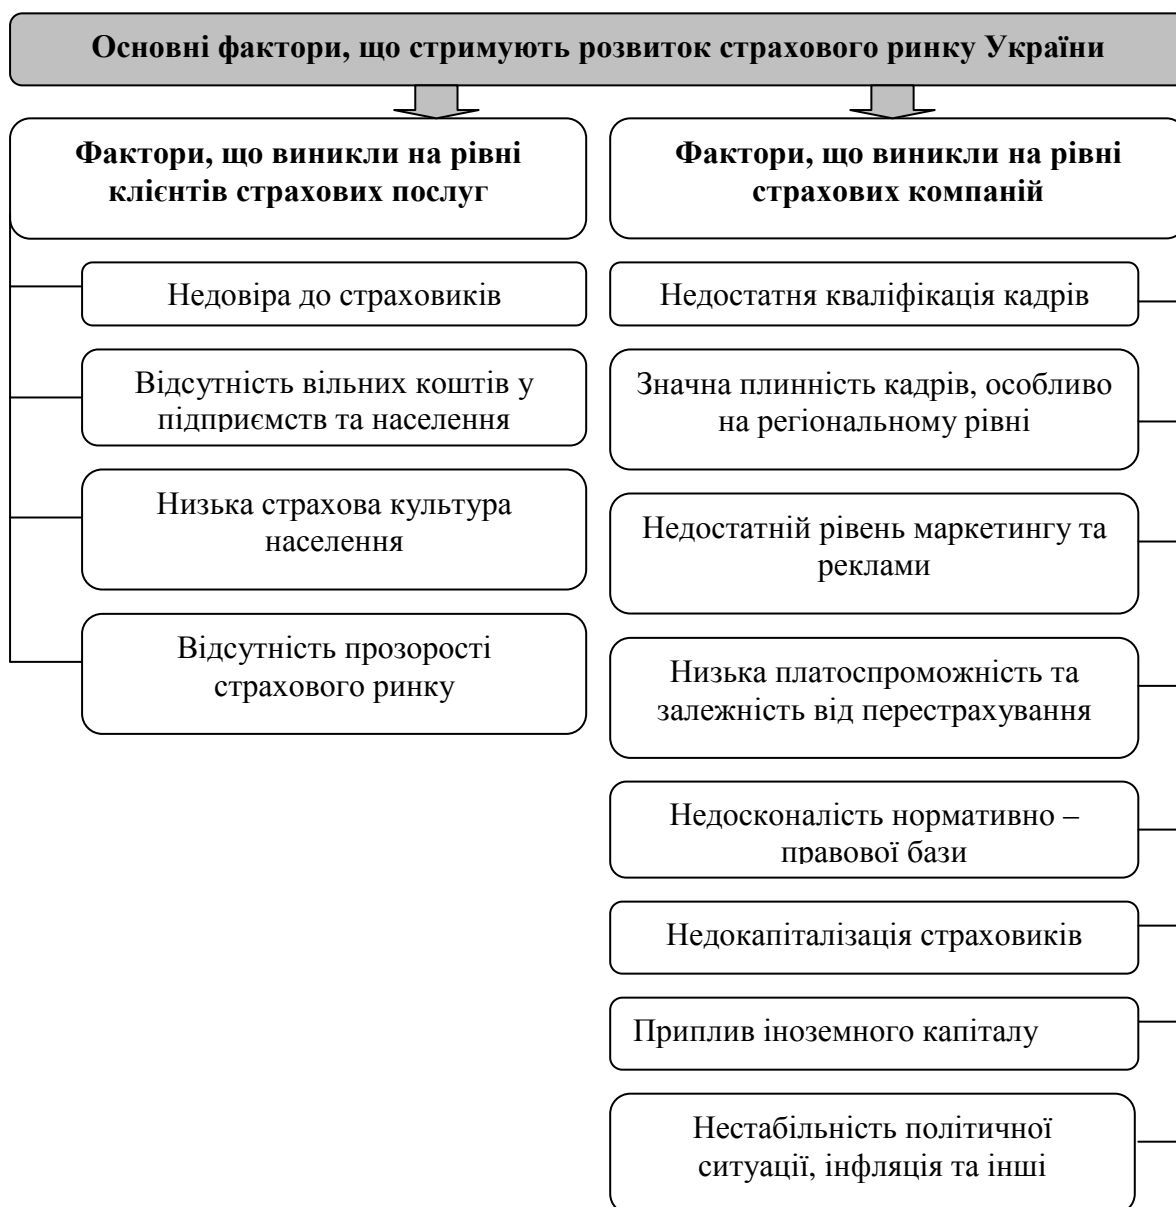 Основні фактори, що стримують розвиток страхового ринку України
Фактори, що виникли на рівні
клієнтів страхових послуг
Недовіра до страховиків
Відсутність вільних коштів у
підприємств та населення
Низька страхова культура
населення
Відсутність прозорості
страхового ринку
Фактори, що виникли на рівні
страхових компаній
Недостатня кваліфікація кадрів
Значна плинність кадрів, особливо
на регіональному рівні
Недостатній рівень маркетингу та
реклами
Низька платоспроможність та
залежність від перестрахування
Недосконалість нормативно –
правової бази
Недокапіталізація страховиків
Приплив іноземного капіталу
Нестабільність політичної
ситуації, інфляція та інші